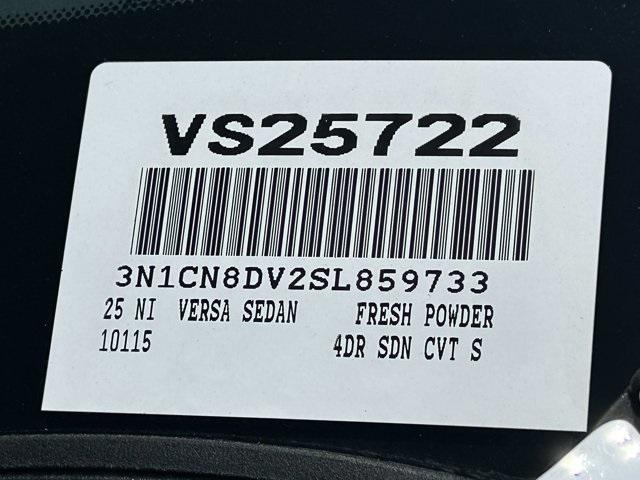 VS25722
3N1CN8DV2SL859733
25 NI VERSA SEDAN FRESH POWDER
10115 4DR SDN CVT S